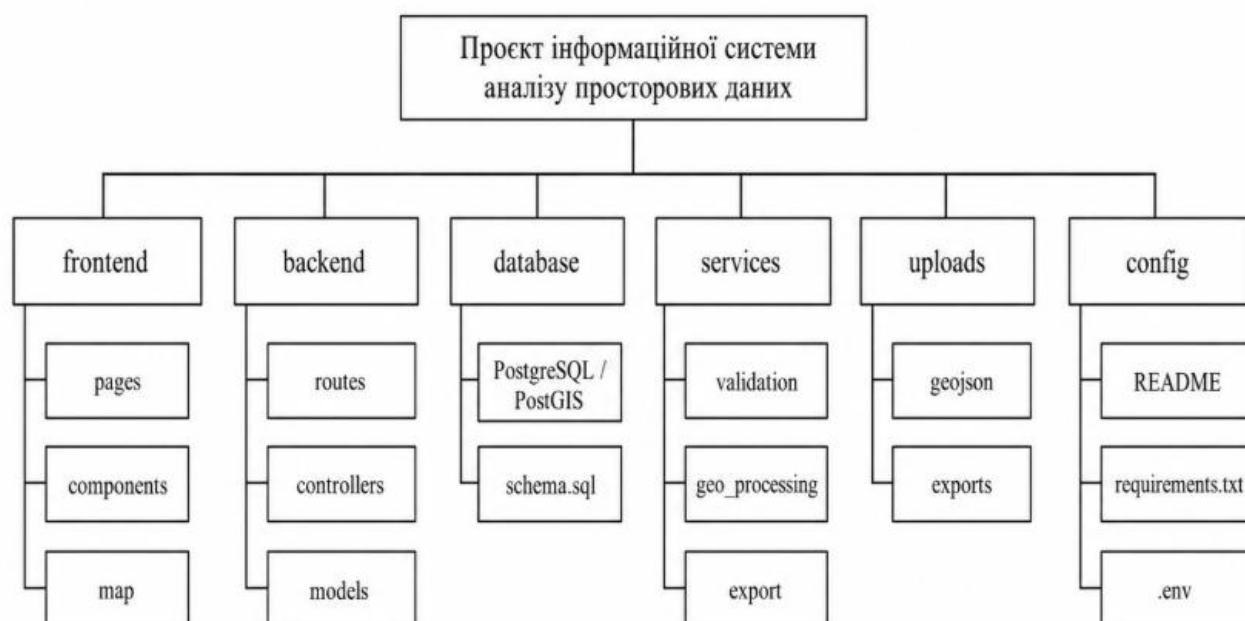 Проєкт інформаційної системи
аналізу просторових даних
frontend
backend
database
services
uploads
config
pages
routes
PostgreSQL /
PostGIS
validation
geojson
README
components
controllers
schema.sql
geo_processing
exports
requirements.txt
map
models
export
.env